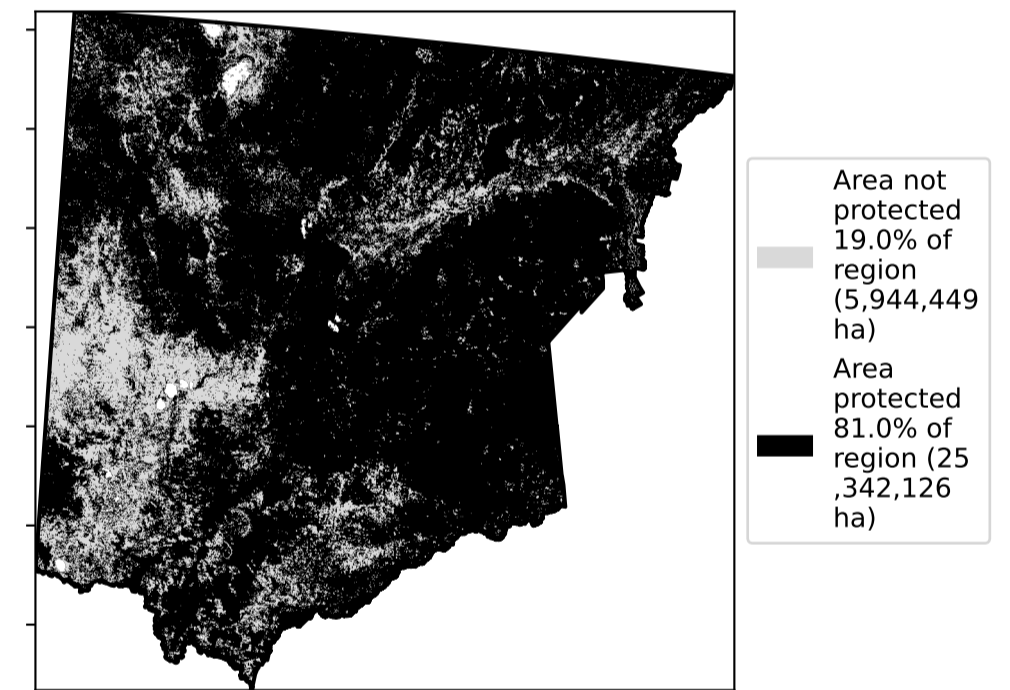 Area not
protected
19.0% of
region
(5,944,449
ha)
Area
protected
81.0% of
region (25
,342,126
ha)